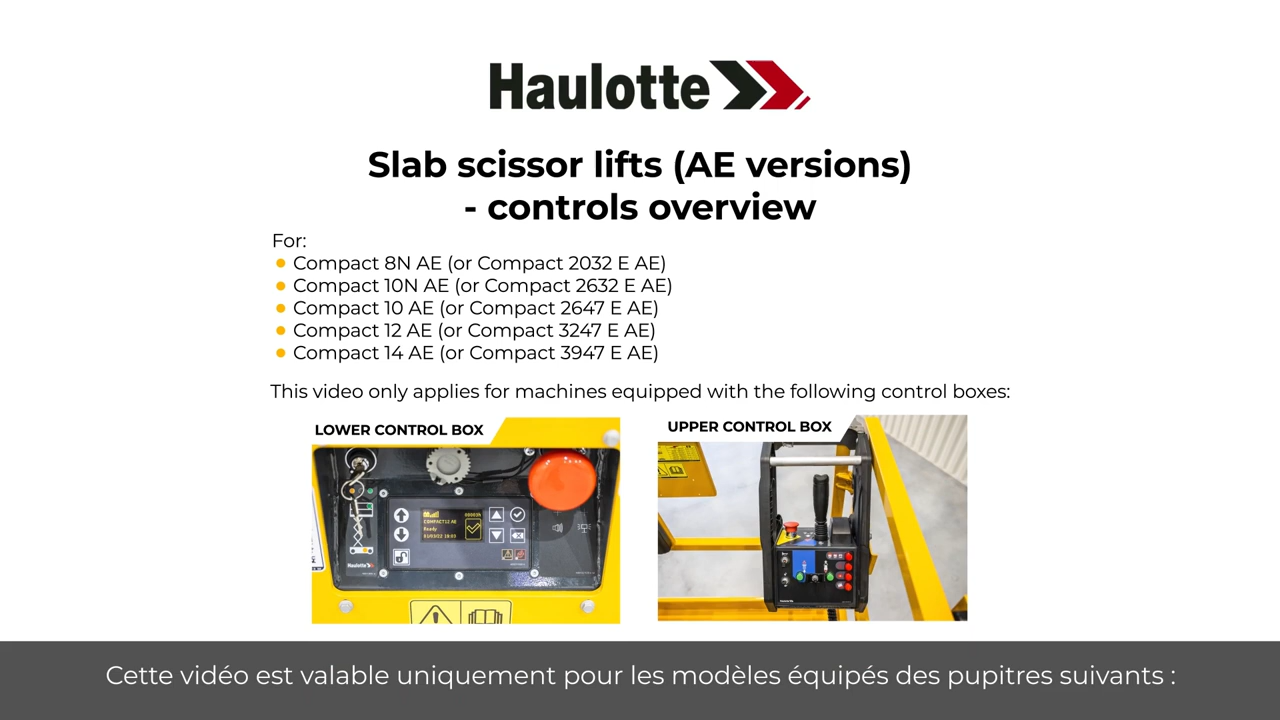 Haulotte
Slab scissor lifts (AE versions)
- controls overview
For:
Compact 8N AE (or Compact 2032 E AE)
Compact 10N AE (or Compact 2632 E AE)
Compact 10 AE (or Compact 2647 E AE)
Compact 12 AE (or Compact 3247 E AE)
Compact 14 AE (or Compact 3947 E AE)
This video only applies for machines equipped with the following control boxes:
LOWER CONTROL BOX
UPPER CONTROL BOX
COMPACT12 AE
Ready
Haulotte
Cette vidéo est valable uniquement pour les modèles équipés des pupitres suivants :